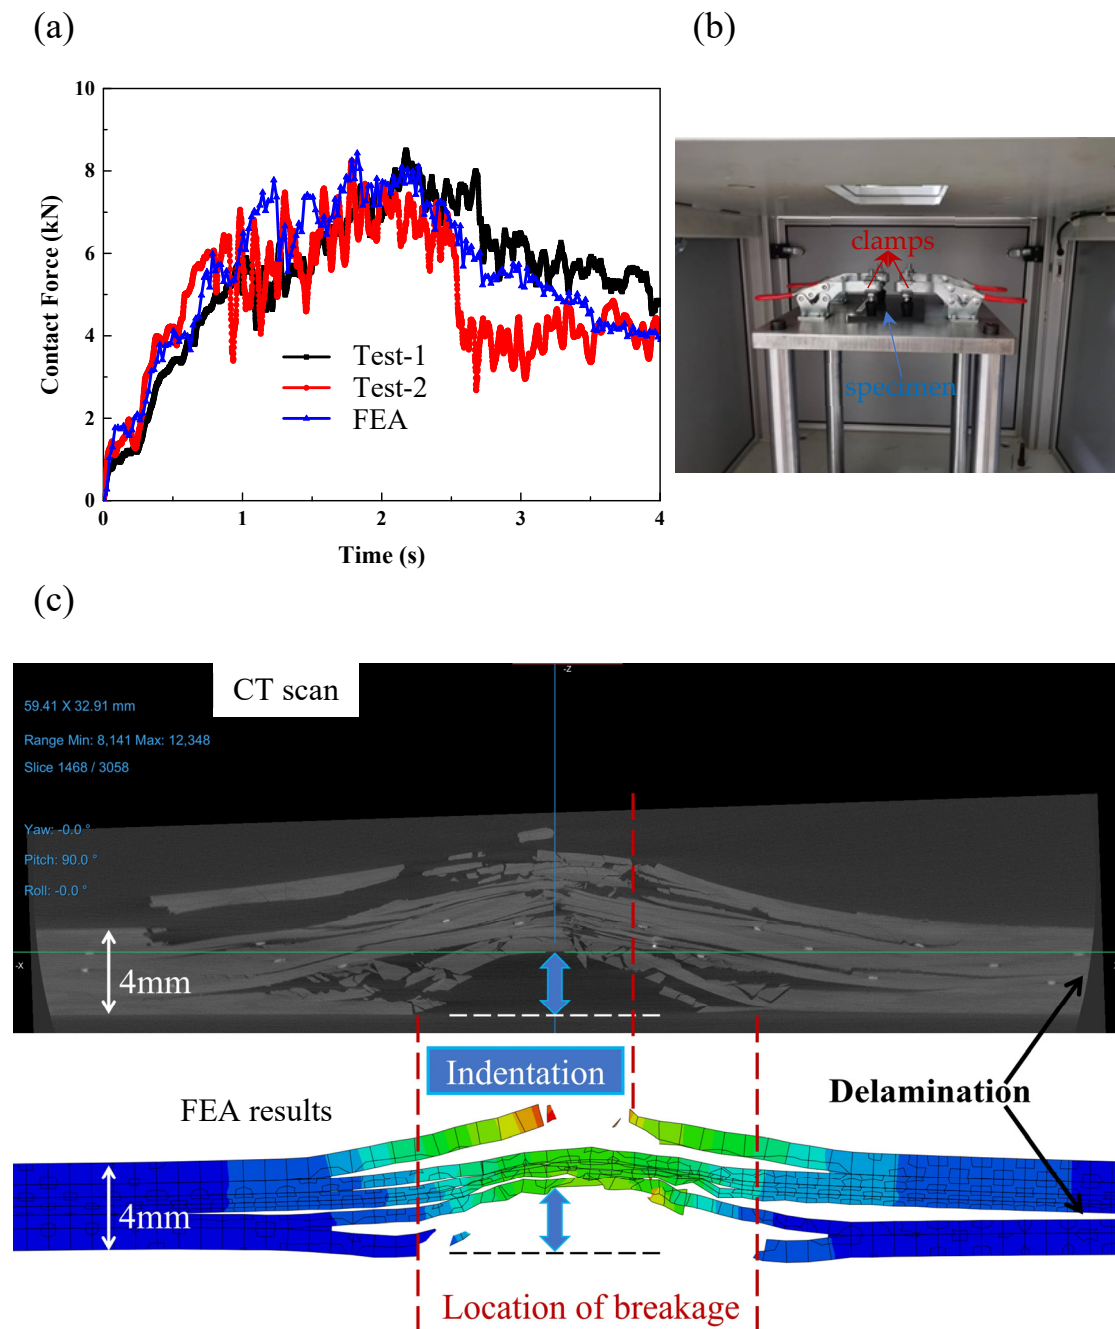 (a)
(b)
Contact Force (kN)
10
8
6
4
2
0
0
1
2
3
4
Time (s)
Test-1
Test-2
FEA
clamps
specimen
(c)
CT scan
-Z
59.41 X 32.91 mm
Range Min: 8,141 Max: 12,348
Slice 1468 / 3058
Yaw: -0.0 °
Pitch: 90.0 °
Roll: -0.0 °
-X
4mm
Indentation
Delamination
FEA results
4mm
Location of breakage